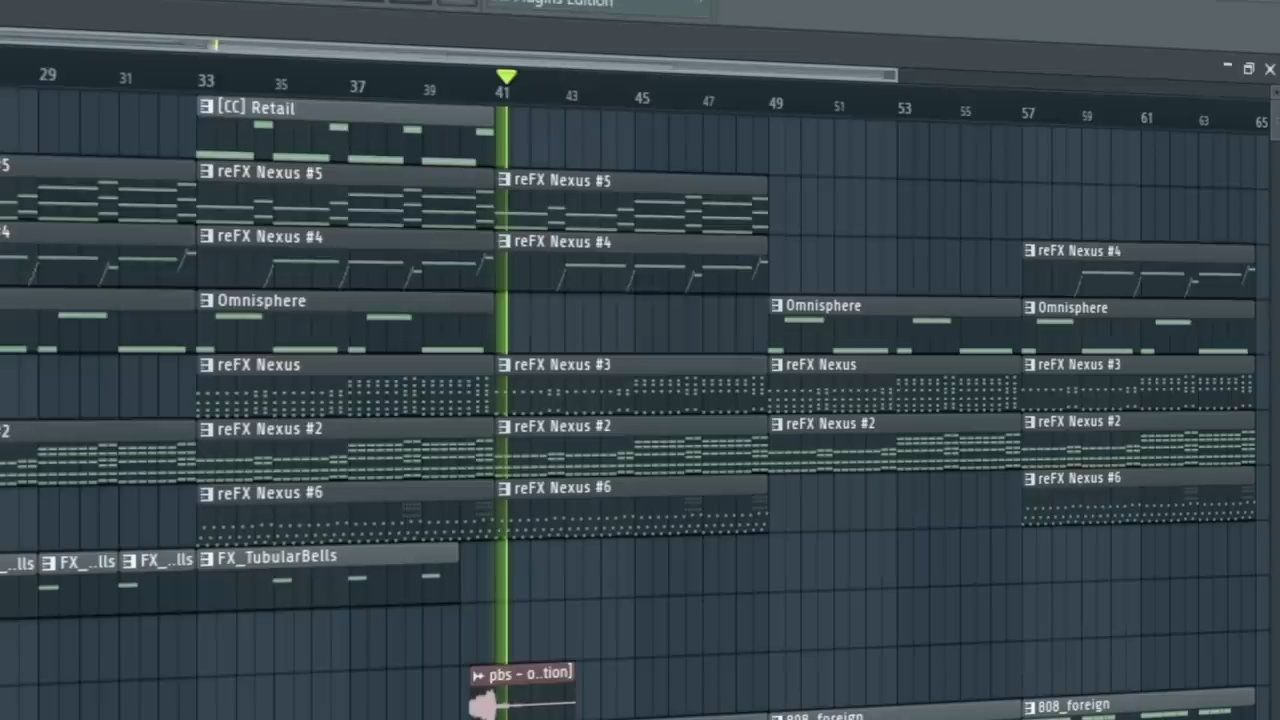 Plugins Edition
29 31 33 35 37 39 41 43 45 47 49 51 53 55 57 59 61 63 65
[CC] Retail
#5 reFX Nexus #5 reFX Nexus #5
#4 reFX Nexus #4 reFX Nexus #4 reFX Nexus #4
Omnisphere Omnisphere Omnisphere
reFX Nexus reFX Nexus #3 reFX Nexus reFX Nexus #3
#2 reFX Nexus #2 reFX Nexus #2 reFX Nexus #2 reFX Nexus #2
reFX Nexus #6 reFX Nexus #6 reFX Nexus #6
_..lls FX_..lls FX_..lls FX_TubularBells
pbs - o..tion]
808_foreign 808_foreign